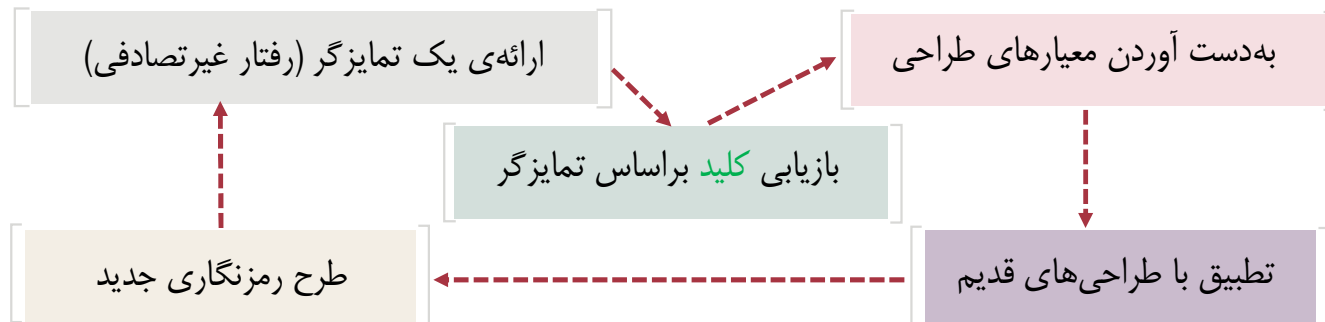 به‌دست آوردن معیارهای طراحی
ارائه‌ی یک تمایزگر (رفتار غیرتصادفی)
بازیابی کلید براساس تمایزگر
تطبیق با طراحی‌های قدیم
طرح رمزنگاری جدید